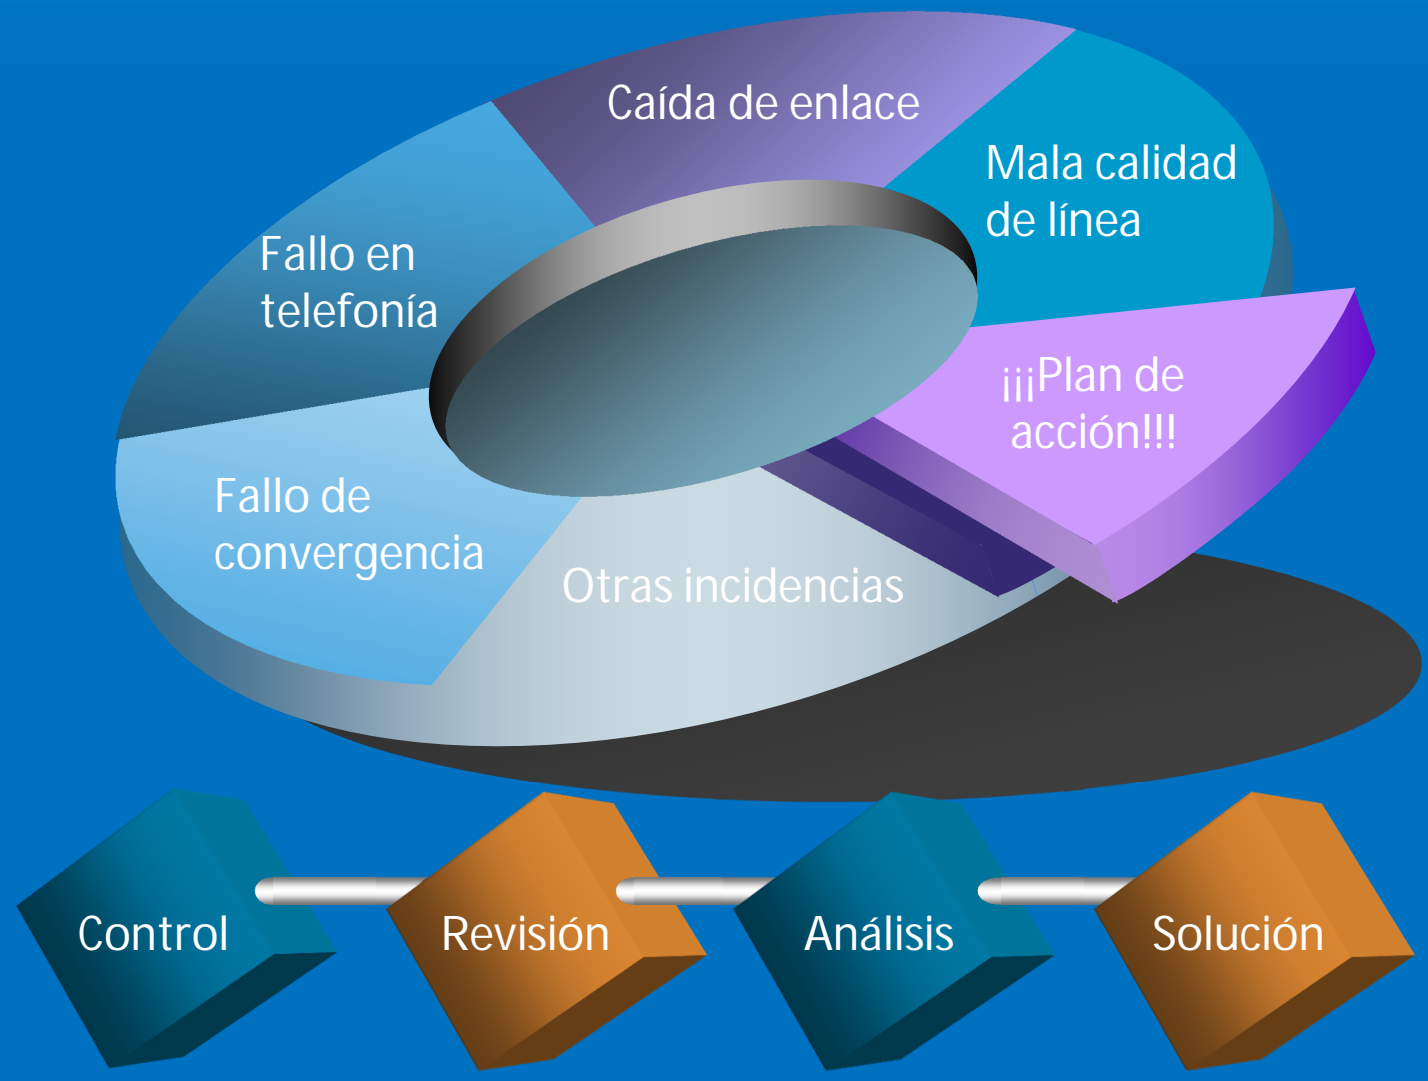 Caída de enlace
Mala calidad
de línea
Fallo en
telefonía
¡¡¡Plan de
acción!!!
Fallo de
convergencia
Otras incidencias
Control
Revisión
Análisis
Solución